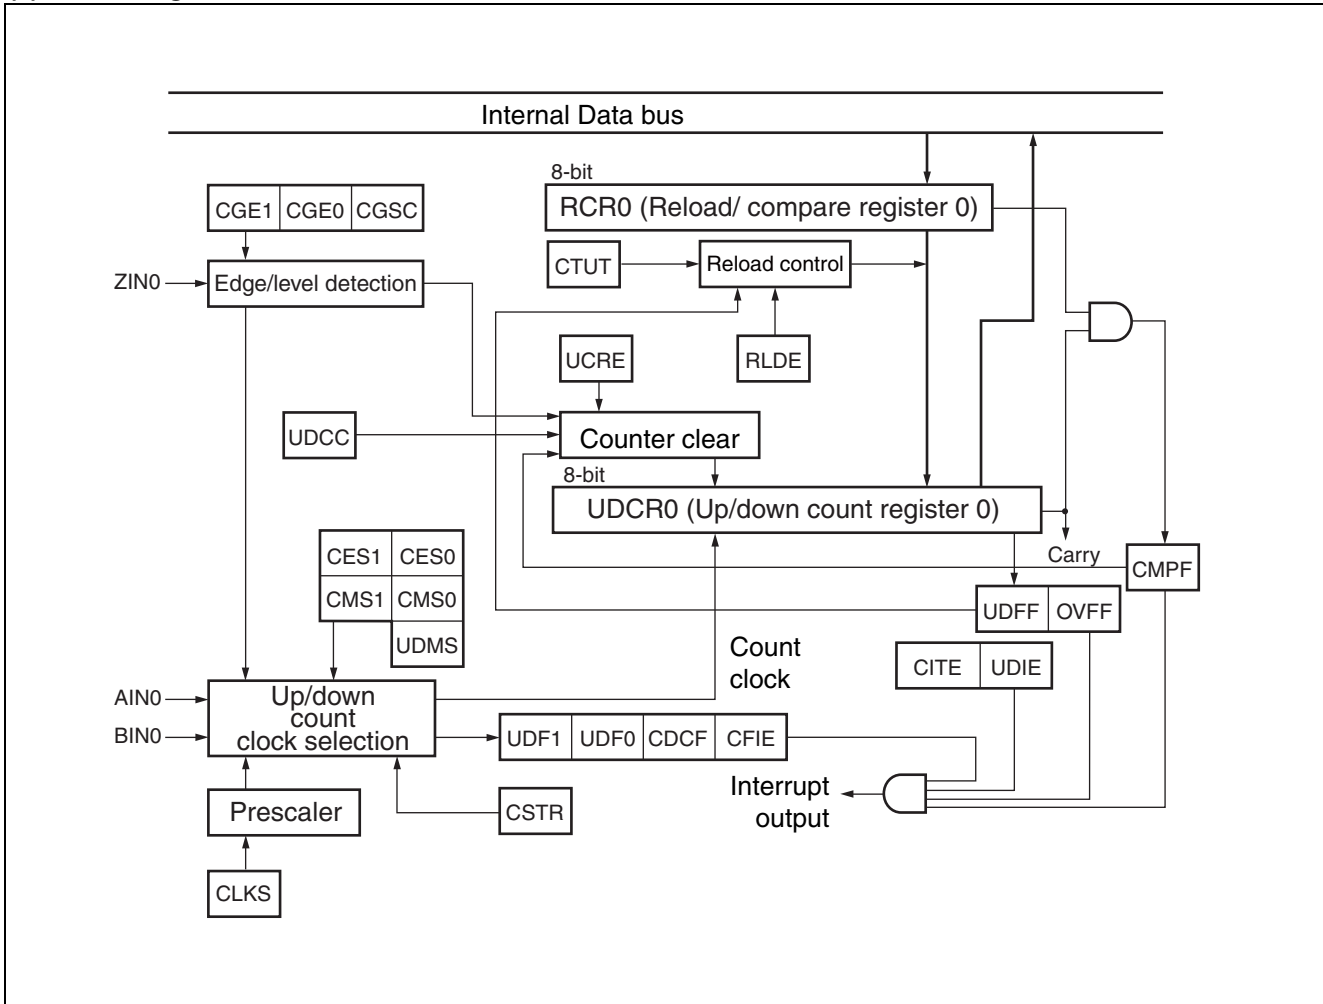 Internal Data bus
8-bit
CGE1 CGE0 CGSC
RCR0 (Reload/ compare register 0)
CTUT
Reload control
ZIN0
Edge/level detection
UCRE
RLDE
UDCC
Counter clear
8-bit
UDCR0 (Up/down count register 0)
CES1 CES0
Carry
CMPF
CMS1 CMS0
UDFF OVFF
UDMS
Count
clock
CITE UDIE
AIN0
Up/down
count
clock selection
BIN0
UDF1 UDF0 CDCF CFIE
Interrupt
output
Prescaler
CSTR
CLKS